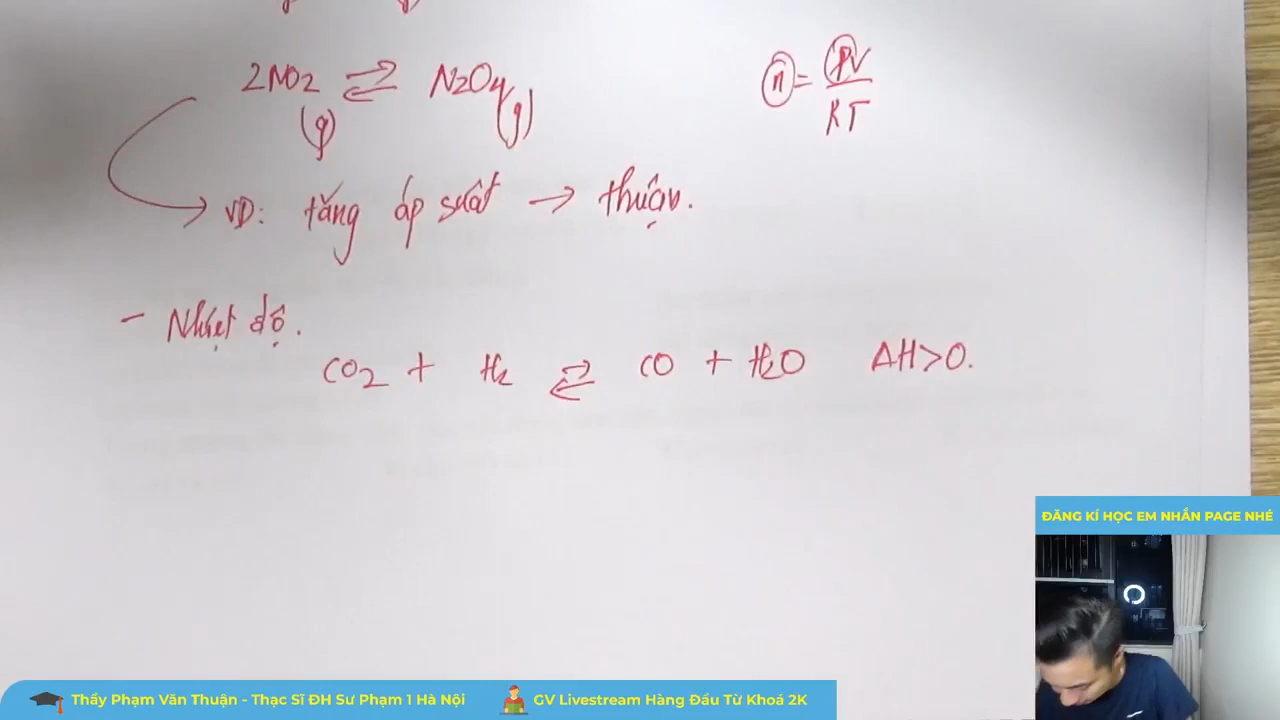 2NO2 ⇌ N2O4
(g) (g)
n = PV
RT
VD: tăng áp suất → thuận.
- Nhiệt độ.
CO2 + H2 ⇌ CO + H2O ΔH>0.
ĐĂNG KÍ HỌC EM NHẮN PAGE NHÉ
Thầy Phạm Văn Thuận - Thạc Sĩ ĐH Sư Phạm 1 Hà Nội
GV Livestream Hàng Đầu Từ Khoá 2K